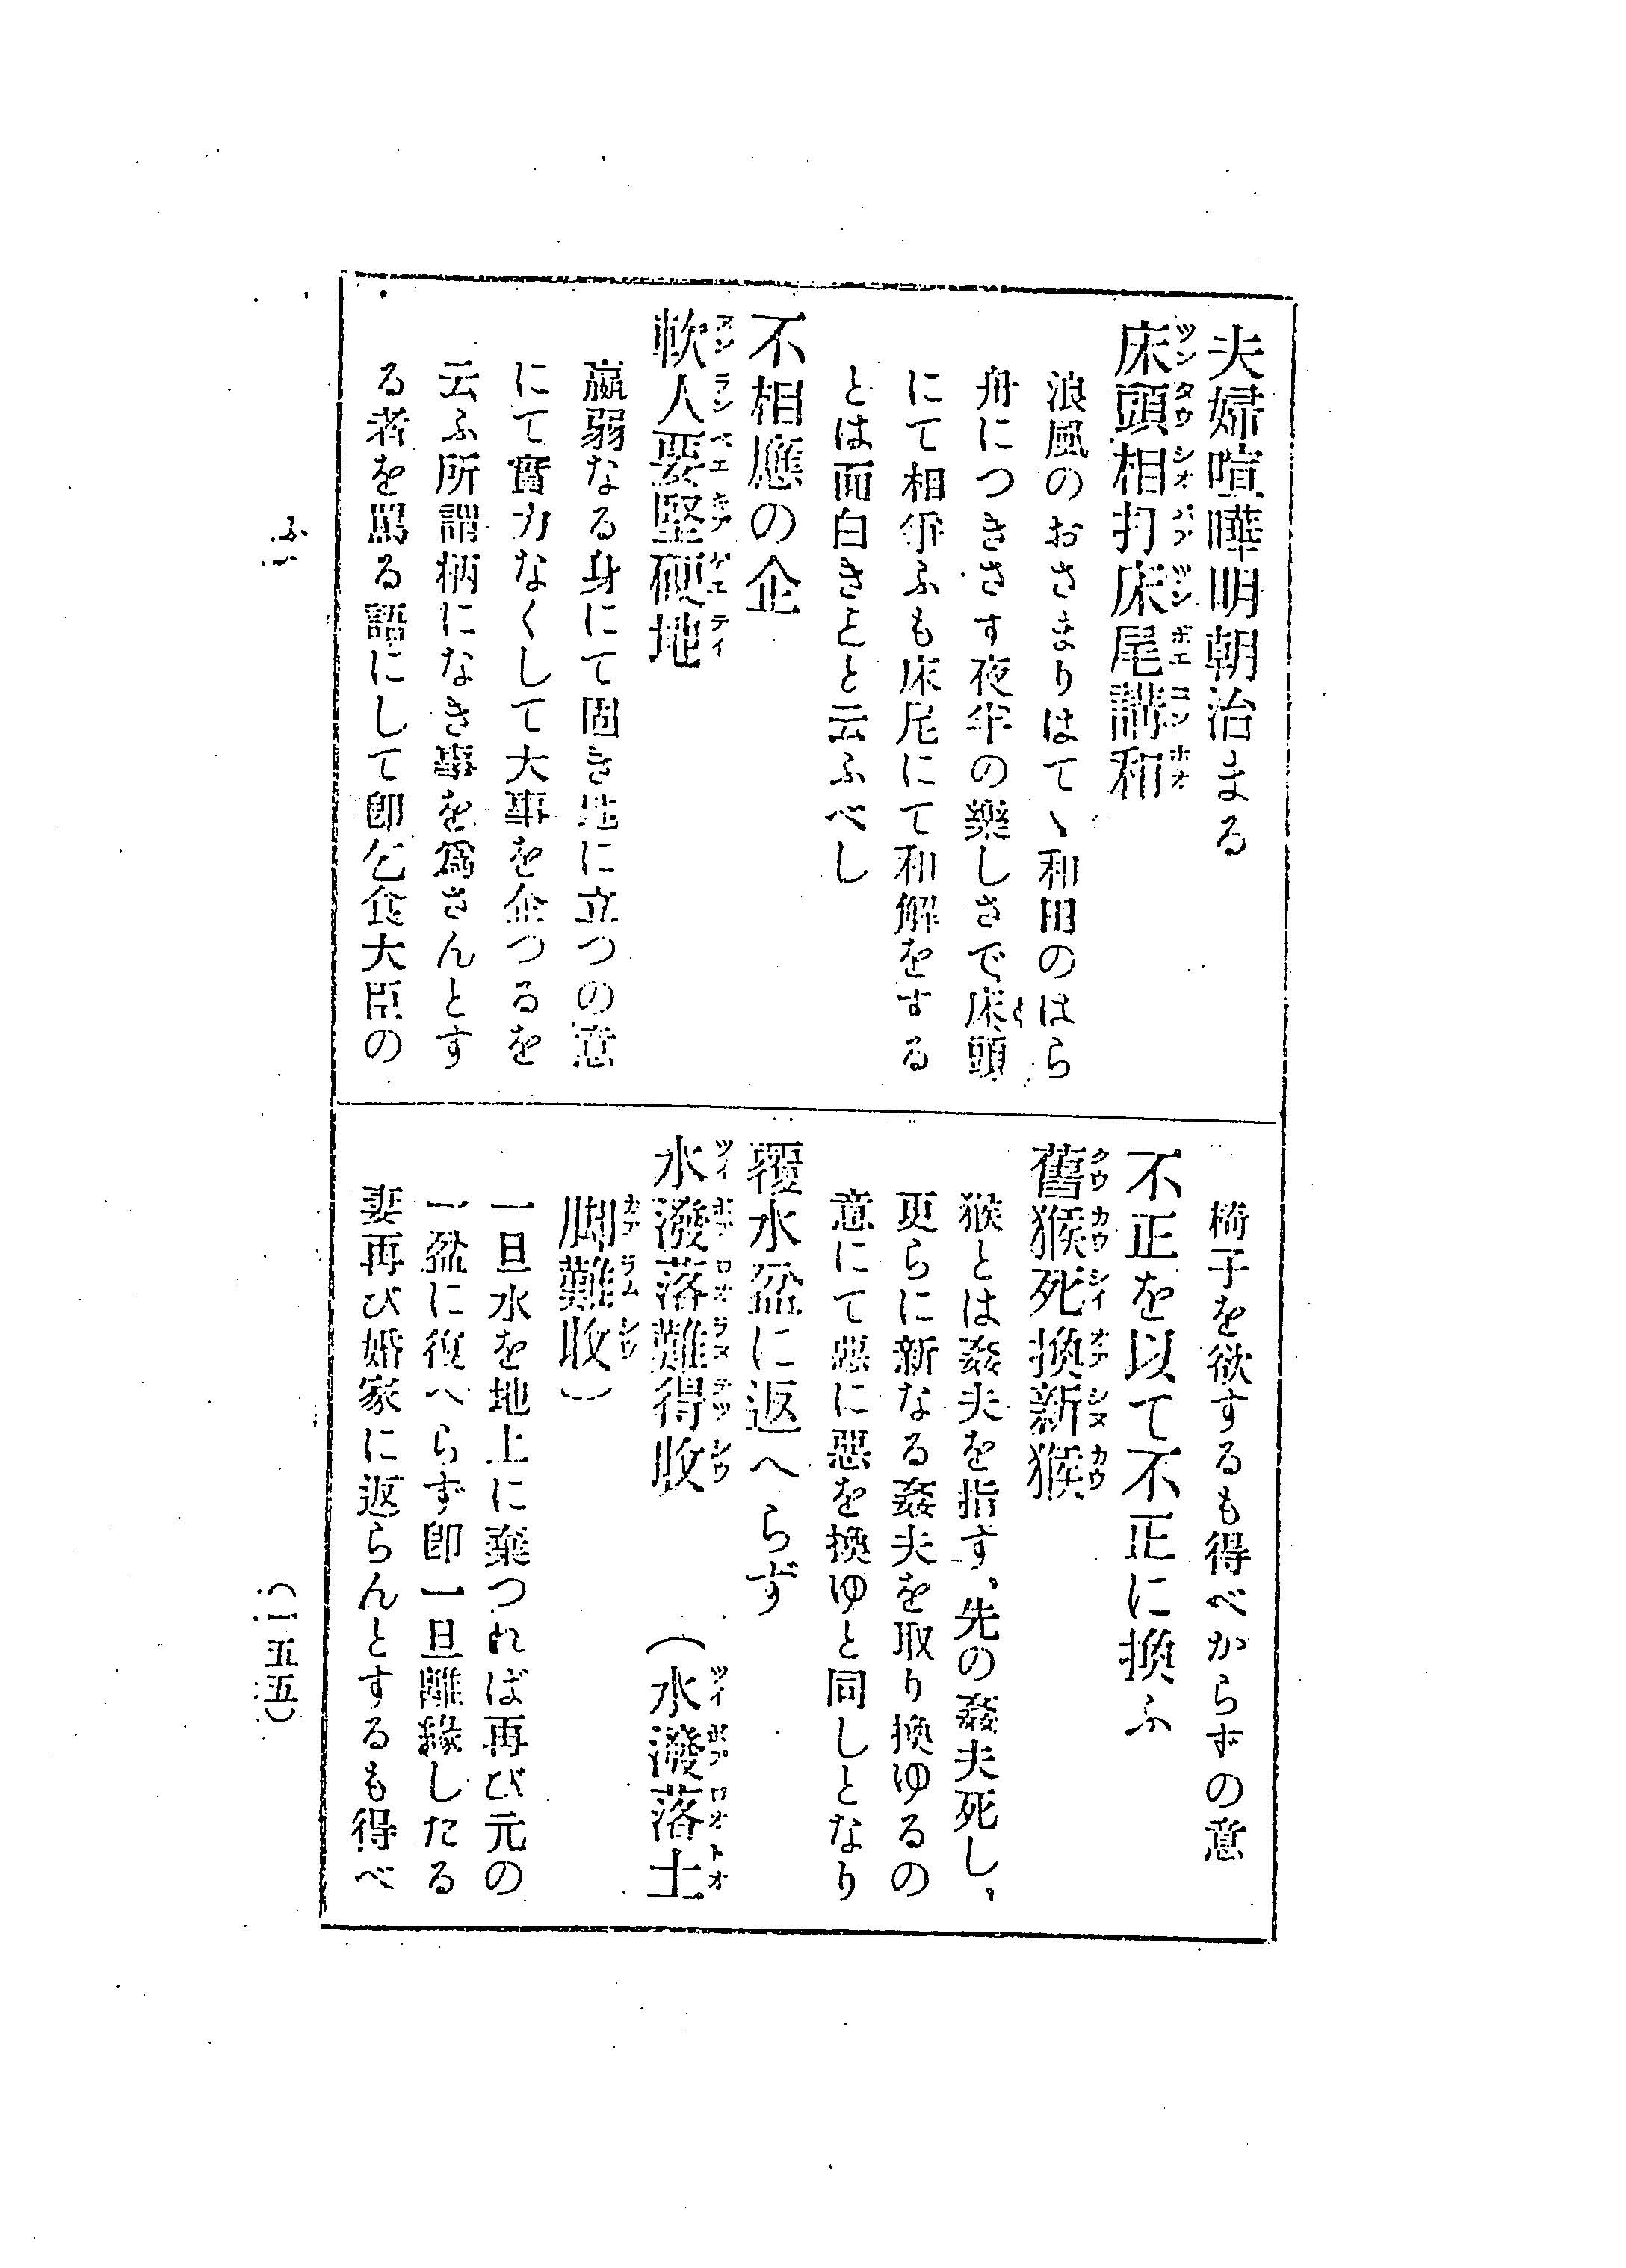 夫婦喧嘩明朝治まる
床頭相打床尾講和
浪風のおさまりはてヽ和田のはら
舟につきさす夜半の樂しさで床頭
にて相爭ふも床尾にて和解をする
とは面白きことと云ふべし
不相應の企
軟人要堅硬地
羸弱なる身にて固き地に立つの意
にて實力なくして大事を企つるを
云ふ所謂柄になき事を爲さんとす
る者を罵る語にして卽乞食大臣の
椅子を欲するも得べからずの意
不正を以て不正に換ふ
舊猴死換新猴
猴とは姦夫を指す、先の姦夫死し、
更らに新なる姦夫を取り換ゆるの
意にて惡に惡を換ゆと同しとなり
覆水盆に返へらず
水潑落難得收 (水潑落土
脚難收)
一旦水を地上に棄つれば再び元の
一盆に復へらず卽一旦離緣したる
妻再び婚家に返らんとするも得べ
ふ
(一五五)